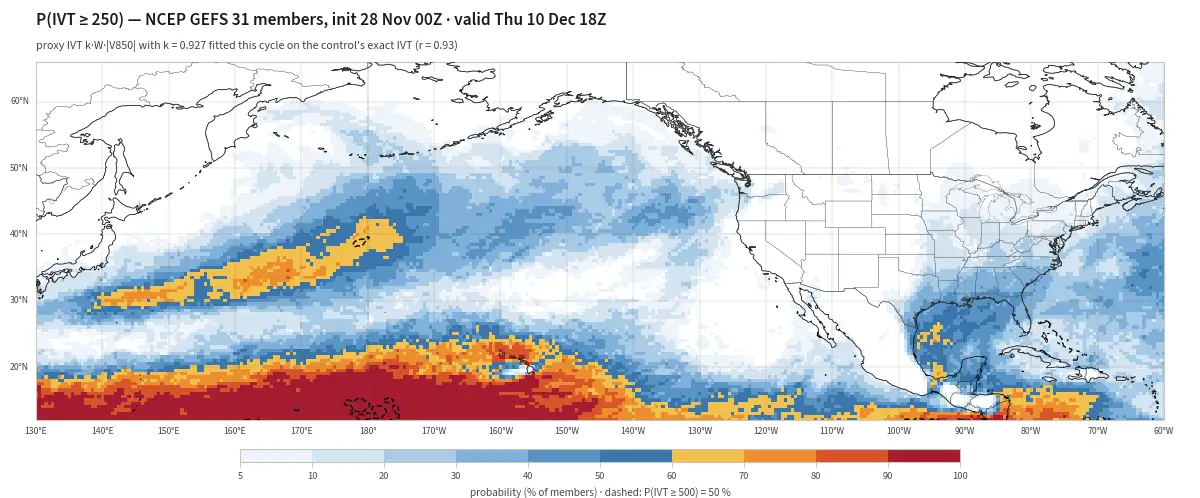 P(IVT ≥ 250) — NCEP GEFS 31 members, init 28 Nov 00Z · valid Thu 10 Dec 18Z
proxy IVT k·W·|V850| with k = 0.927 fitted this cycle on the control's exact IVT (r = 0.93)
60°N
50°N
40°N
30°N
20°N
130°E 140°E 150°E 160°E 170°E 180° 170°W 160°W 150°W 140°W 130°W 120°W 110°W 100°W 90°W 80°W 70°W 60°W
5 10 20 30 40 50 60 70 80 90 100
probability (% of members) · dashed: P(IVT ≥ 500) = 50 %